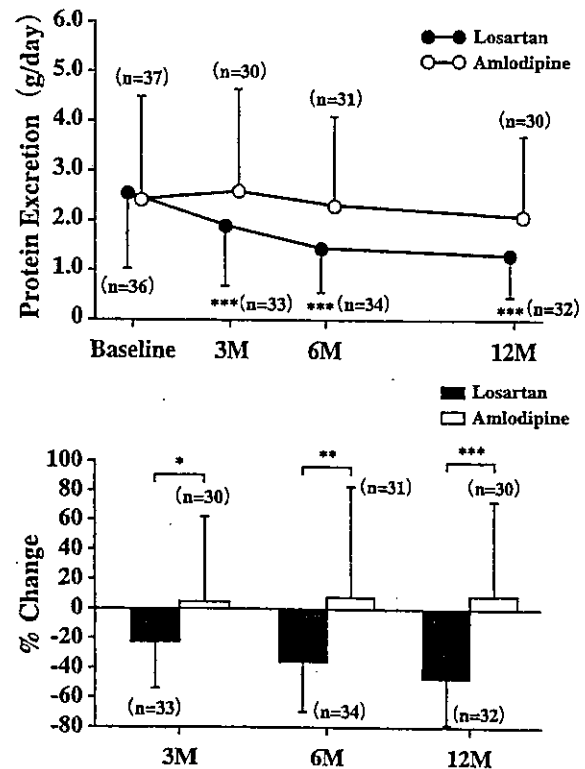 Protein Excretion (g/day)
6.0
5.0
4.0
3.0
2.0
1.0
0
Losartan
Amlodipine
(n=37)
(n=30)
(n=31)
(n=30)
(n=36)
***(n=33)
***(n=34)
***(n=32)
Baseline
3M
6M
12M
Losartan
Amlodipine
% Change
100
80
60
40
20
0
-20
-40
-60
-80
*
**
***
(n=30)
(n=31)
(n=30)
(n=33)
(n=34)
(n=32)
3M
6M
12M